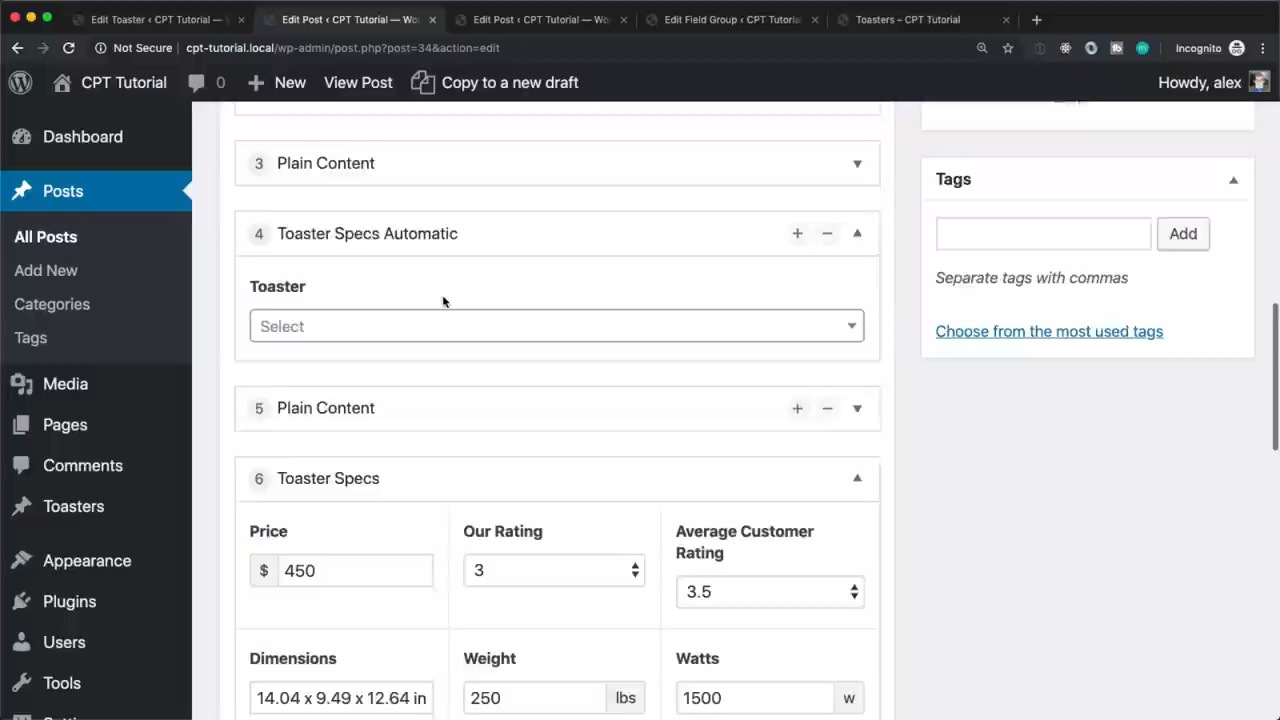 Edit Toaster ‹ CPT Tutorial —
Edit Post ‹ CPT Tutorial — Wo
Edit Post ‹ CPT Tutorial — Wo
Edit Field Group ‹ CPT Tutorial
Toasters – CPT Tutorial
Not Secure
cpt-tutorial.local/wp-admin/post.php?post=34&action=edit
Incognito
CPT Tutorial
0
New
View Post
Copy to a new draft
Howdy, alex
Dashboard
Posts
All Posts
Add New
Categories
Tags
Media
Pages
Comments
Toasters
Appearance
Plugins
Users
Tools
3 Plain Content
4 Toaster Specs Automatic
Toaster
Select
5 Plain Content
6 Toaster Specs
Price
$ 450
Our Rating
3
Average Customer
Rating
3.5
Dimensions
14.04 x 9.49 x 12.64 in
Weight
250 lbs
Watts
1500 w
Tags
Add
Separate tags with commas
Choose from the most used tags